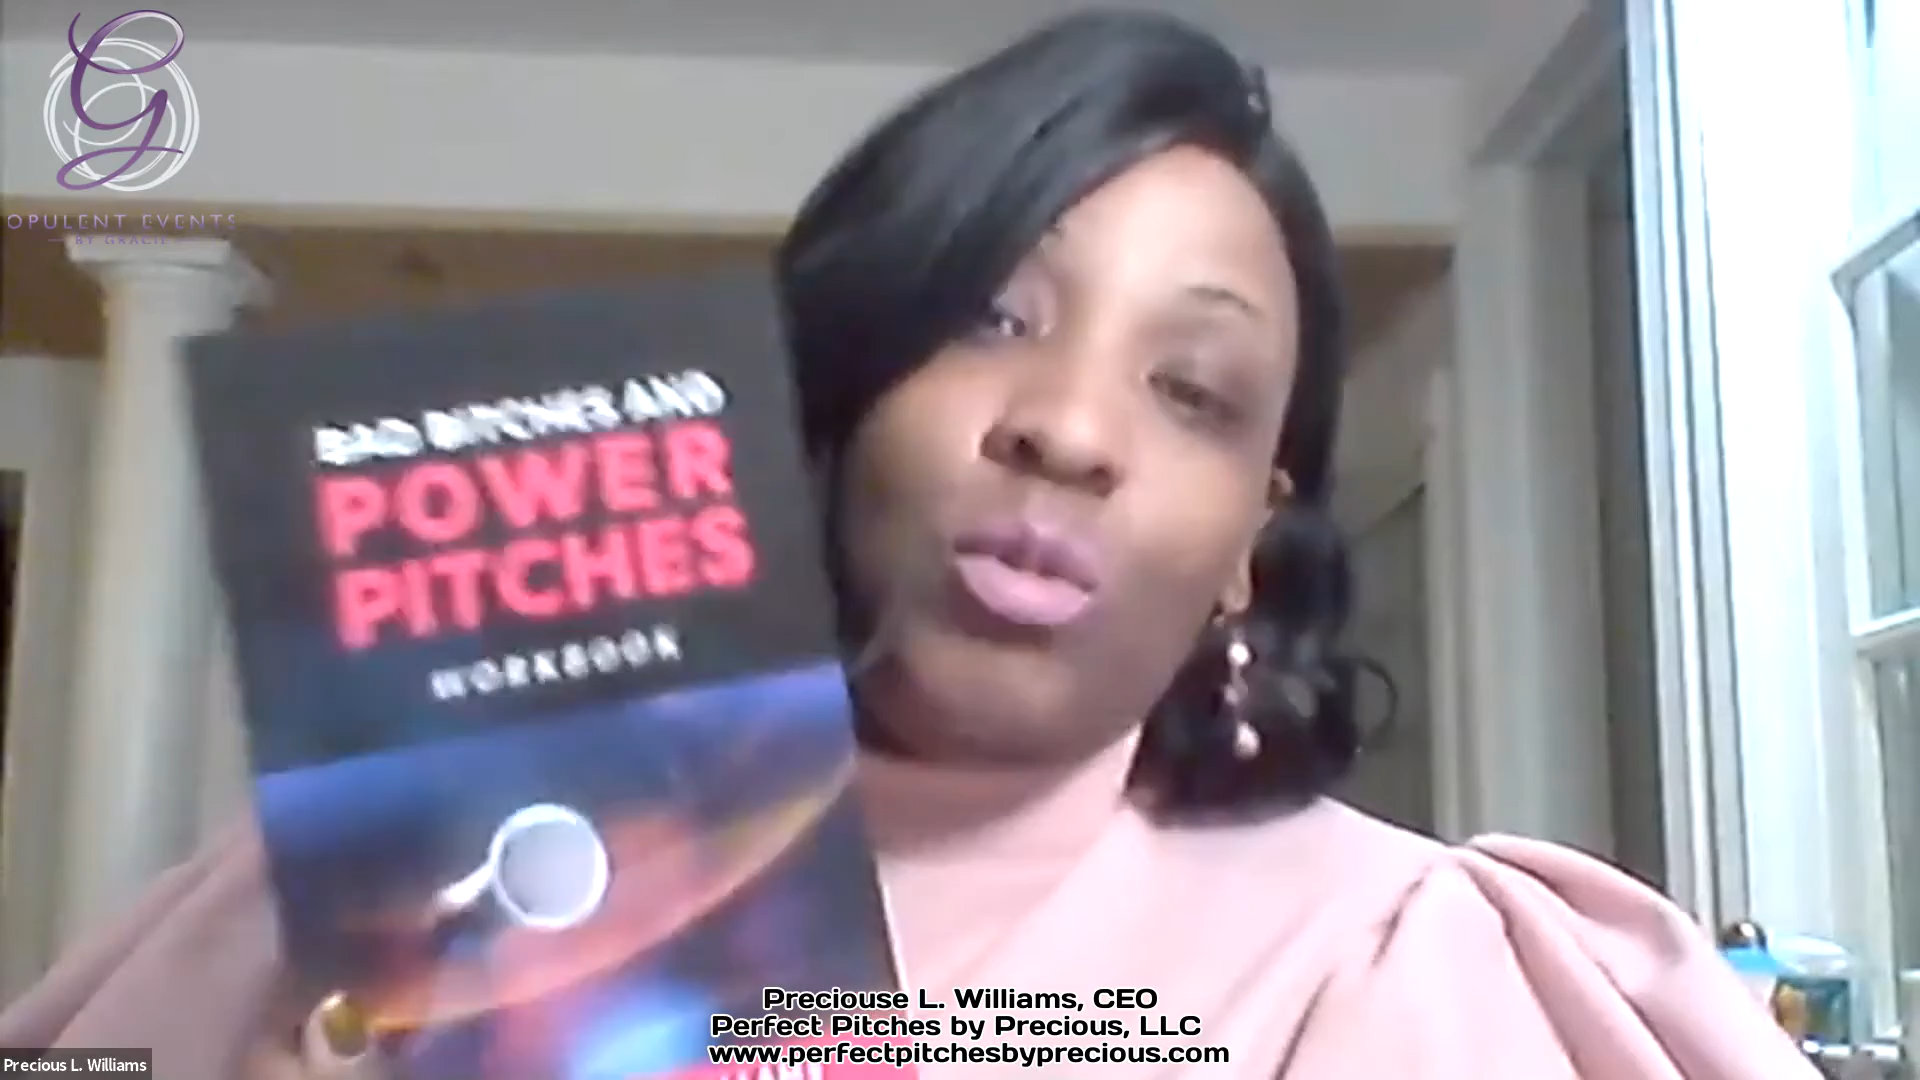 G
OPULENT EVENTS
BY GRACIE
BAD BITCHES AND
POWER
PITCHES
WORKBOOK
Preciouse L. Williams, CEO
Perfect Pitches by Precious, LLC
www.perfectpitchesbyprecious.com
Precious L. Williams